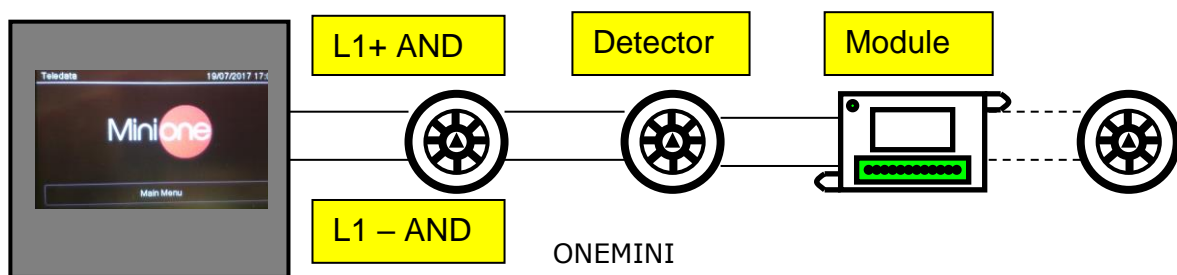 L1+ AND
Detector
Module
Teledata 19/07/2017 17:
Minione
Main Menu
L1 – AND
ONEMINI